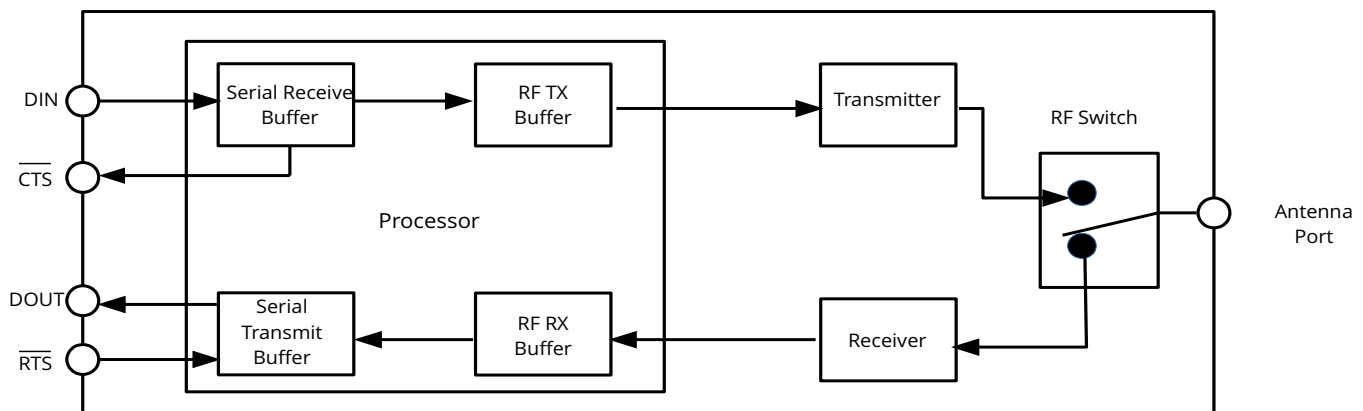 DIN
Serial Receive
Buffer
RF TX
Buffer
Transmitter
RF Switch
CTS
Processor
Antenna
Port
DOUT
Serial
Transmit
Buffer
RF RX
Buffer
Receiver
RTS